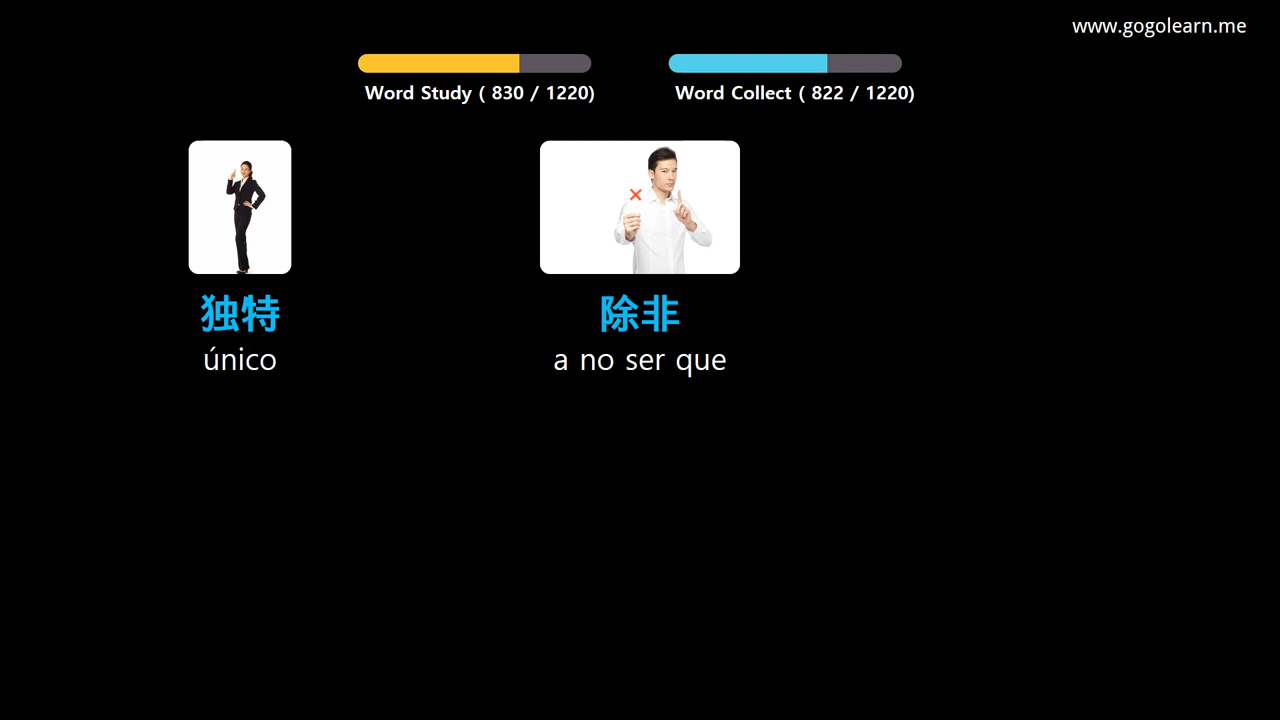 www.gogolearn.me
Word Study ( 830 / 1220)
Word Collect ( 822 / 1220)
独特
único
除非
a no ser que